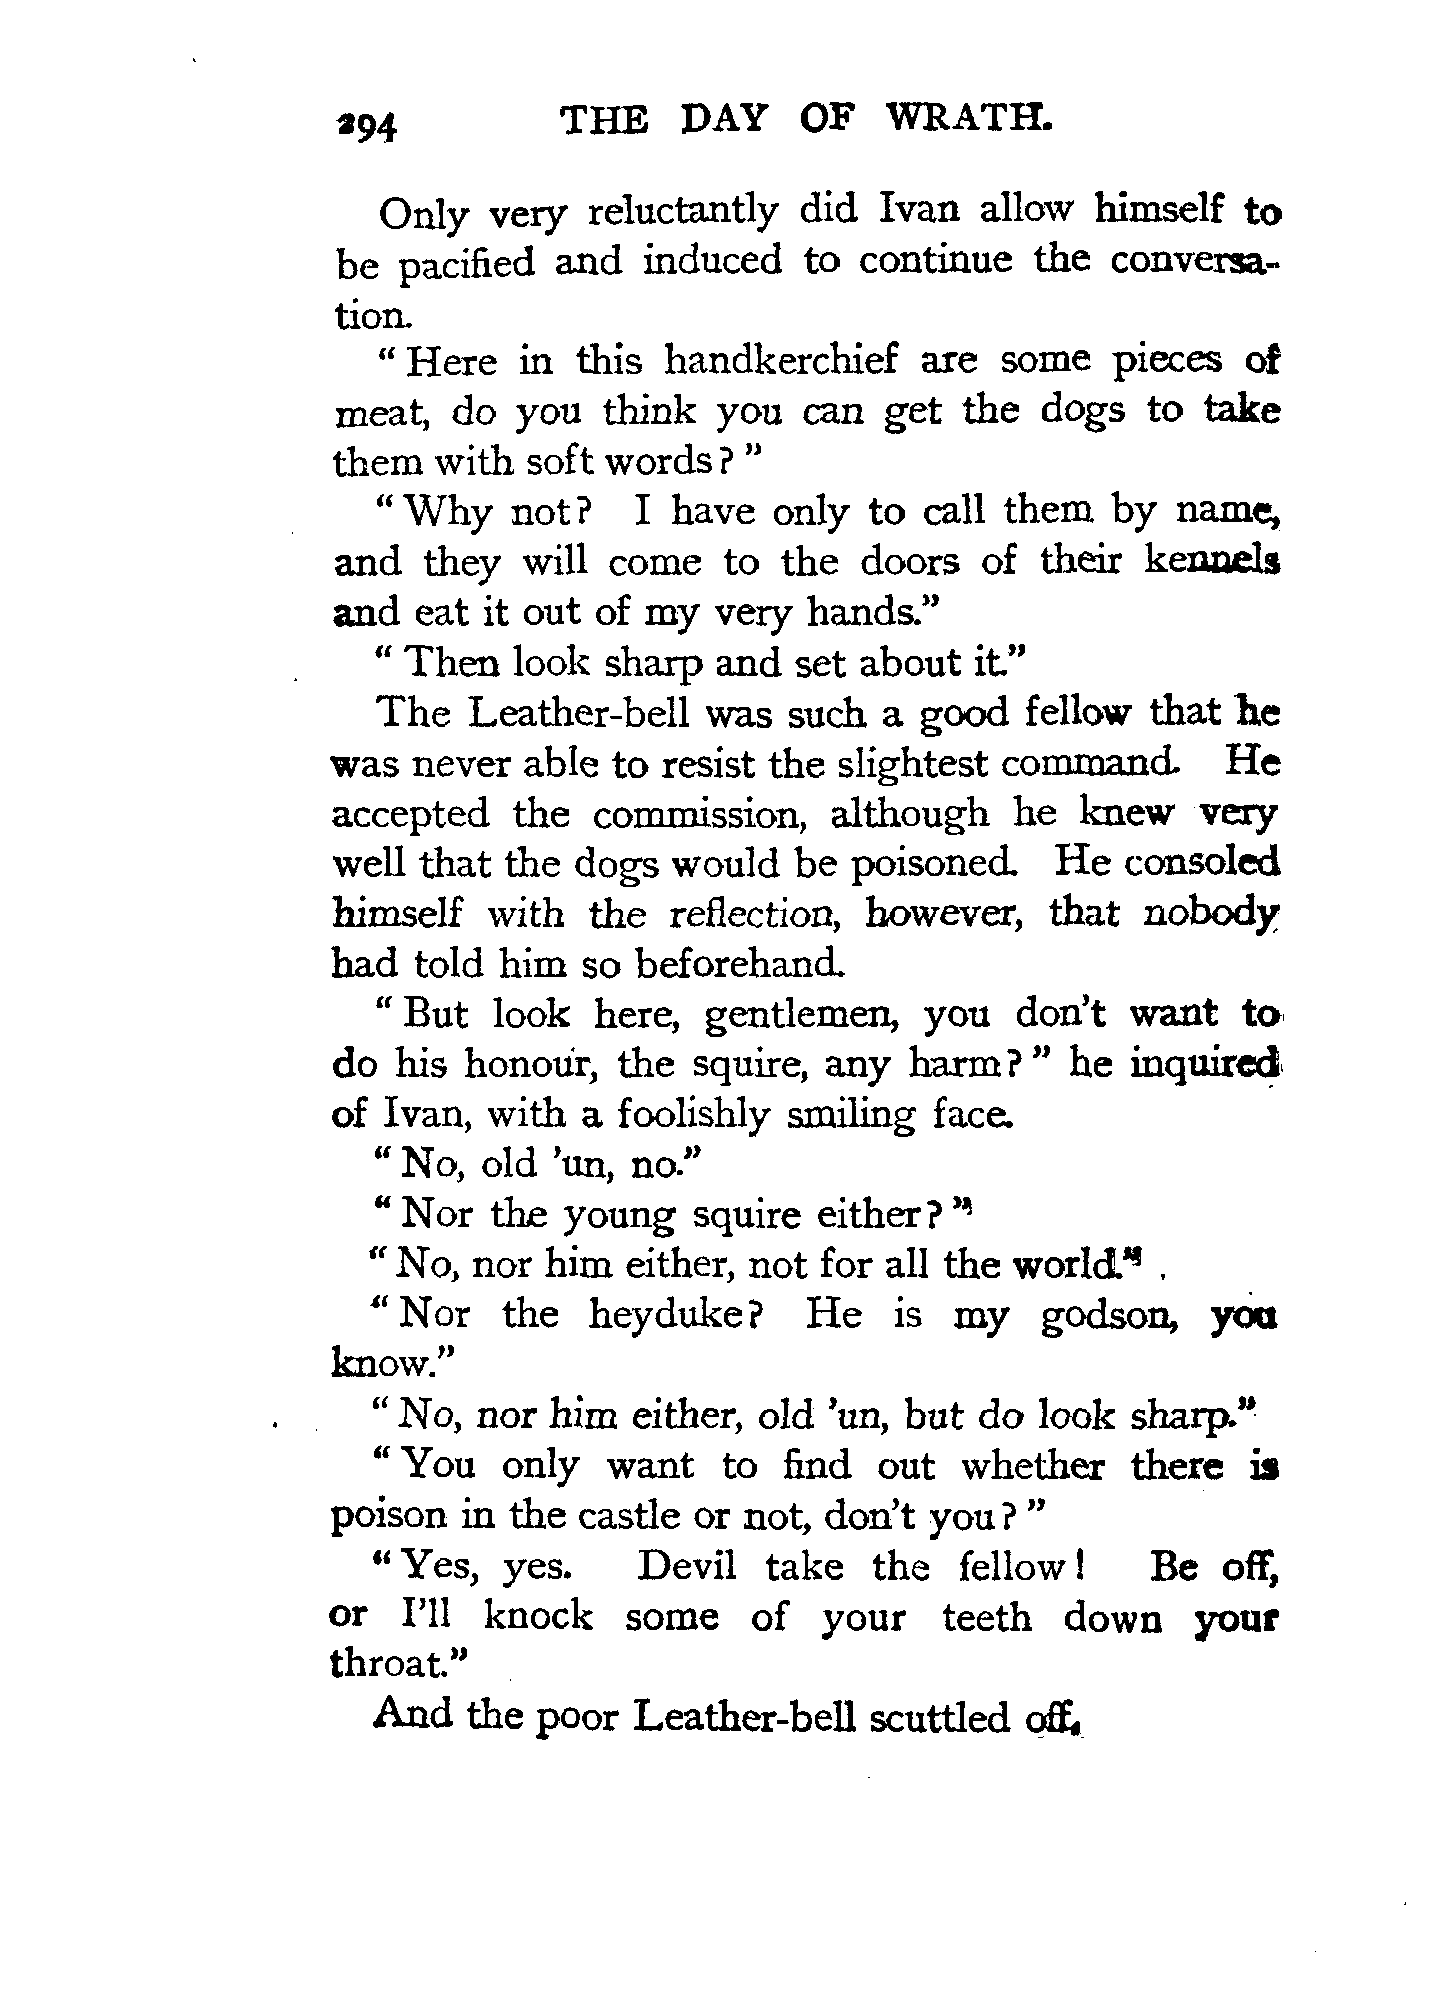 294 THE DAY OF WRATH.
Only very reluctantly did Ivan allow himself to
be pacified and induced to continue the conversa-
tion.
“Here in this handkerchief are some pieces of
meat, do you think you can get the dogs to take
them with soft words?”
“Why not? I have only to call them by name,
and they will come to the doors of their kennels
and eat it out of my very hands.”
“Then look sharp and set about it.”
The Leather-bell was such a good fellow that he
was never able to resist the slightest command. He
accepted the commission, although he knew very
well that the dogs would be poisoned. He consoled
himself with the reflection, however, that nobody
had told him so beforehand.
“But look here, gentlemen, you don’t want to
do his honour, the squire, any harm?” he inquired
of Ivan, with a foolishly smiling face.
“No, old ’un, no.”
“Nor the young squire either?”
“No, nor him either, not for all the world.”
“Nor the heyduke? He is my godson, you
know.”
“No, nor him either, old ’un, but do look sharp.”
“You only want to find out whether there is
poison in the castle or not, don’t you?”
“Yes, yes. Devil take the fellow! Be off,
or I’ll knock some of your teeth down your
throat.”
And the poor Leather-bell scuttled off.